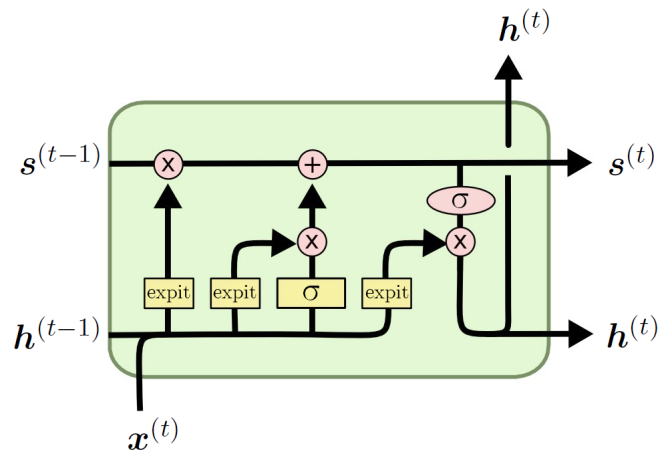 h^(t)
s^(t−1) x + s^(t)
σ
x x
expit expit σ expit
h^(t−1) h^(t)
x^(t)